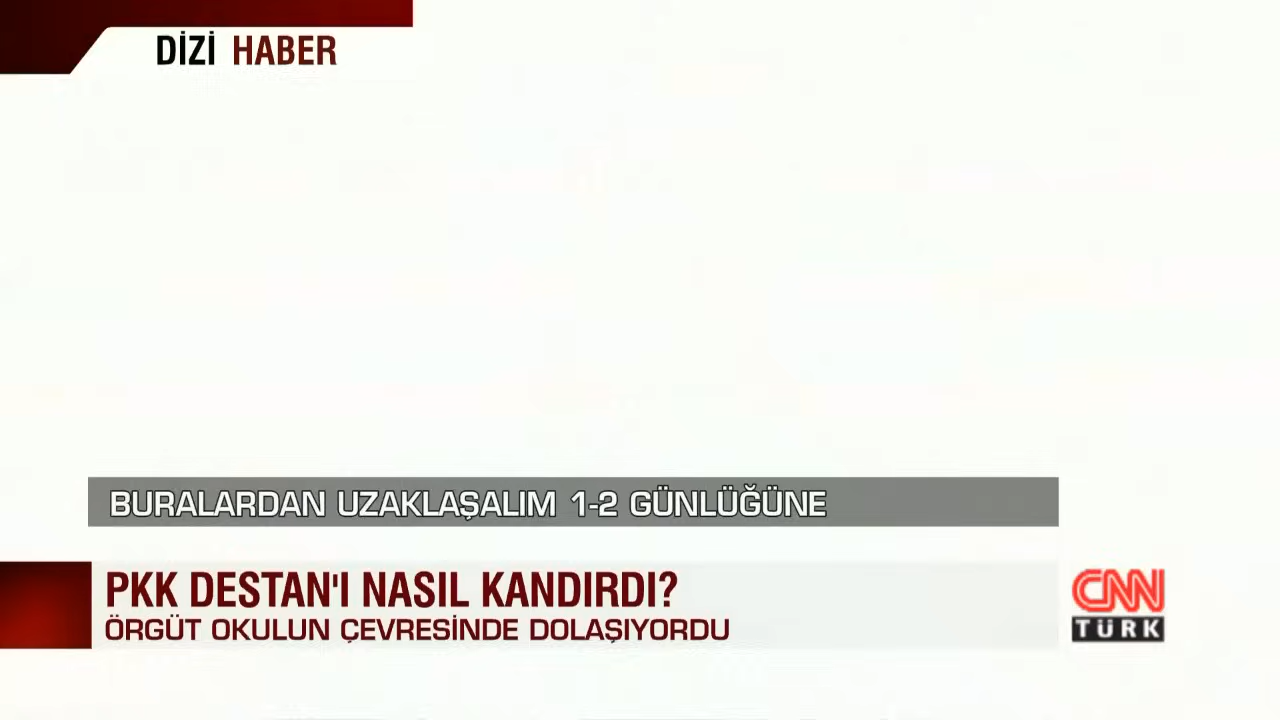 DİZİ HABER
BURALARDAN UZAKLAŞALIM 1-2 GÜNLÜĞÜNE
PKK DESTAN'I NASIL KANDIRDI?
ÖRGÜT OKULUN ÇEVRESİNDE DOLAŞIYORDU
CNN
TÜRK